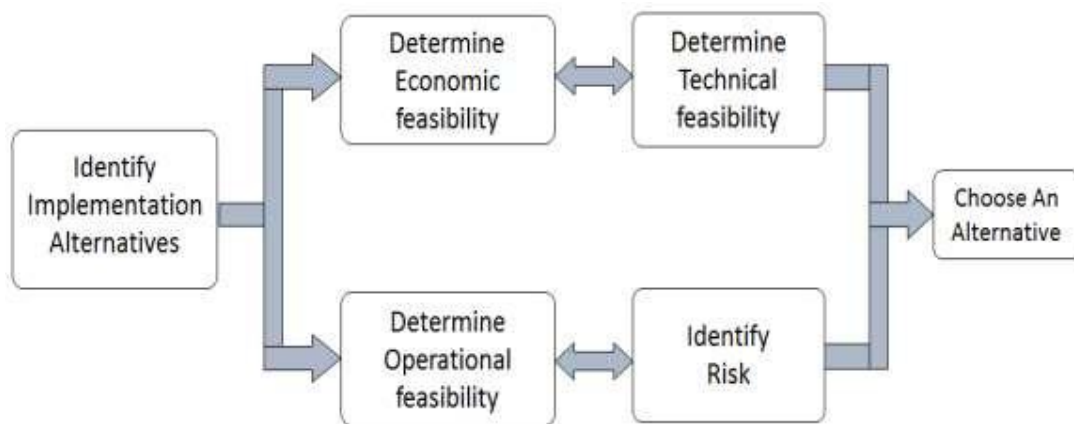 Identify
Implementation
Alternatives
Determine
Economic
feasibility
Determine
Technical
feasibility
Determine
Operational
feasibility
Identify
Risk
Choose An
Alternative